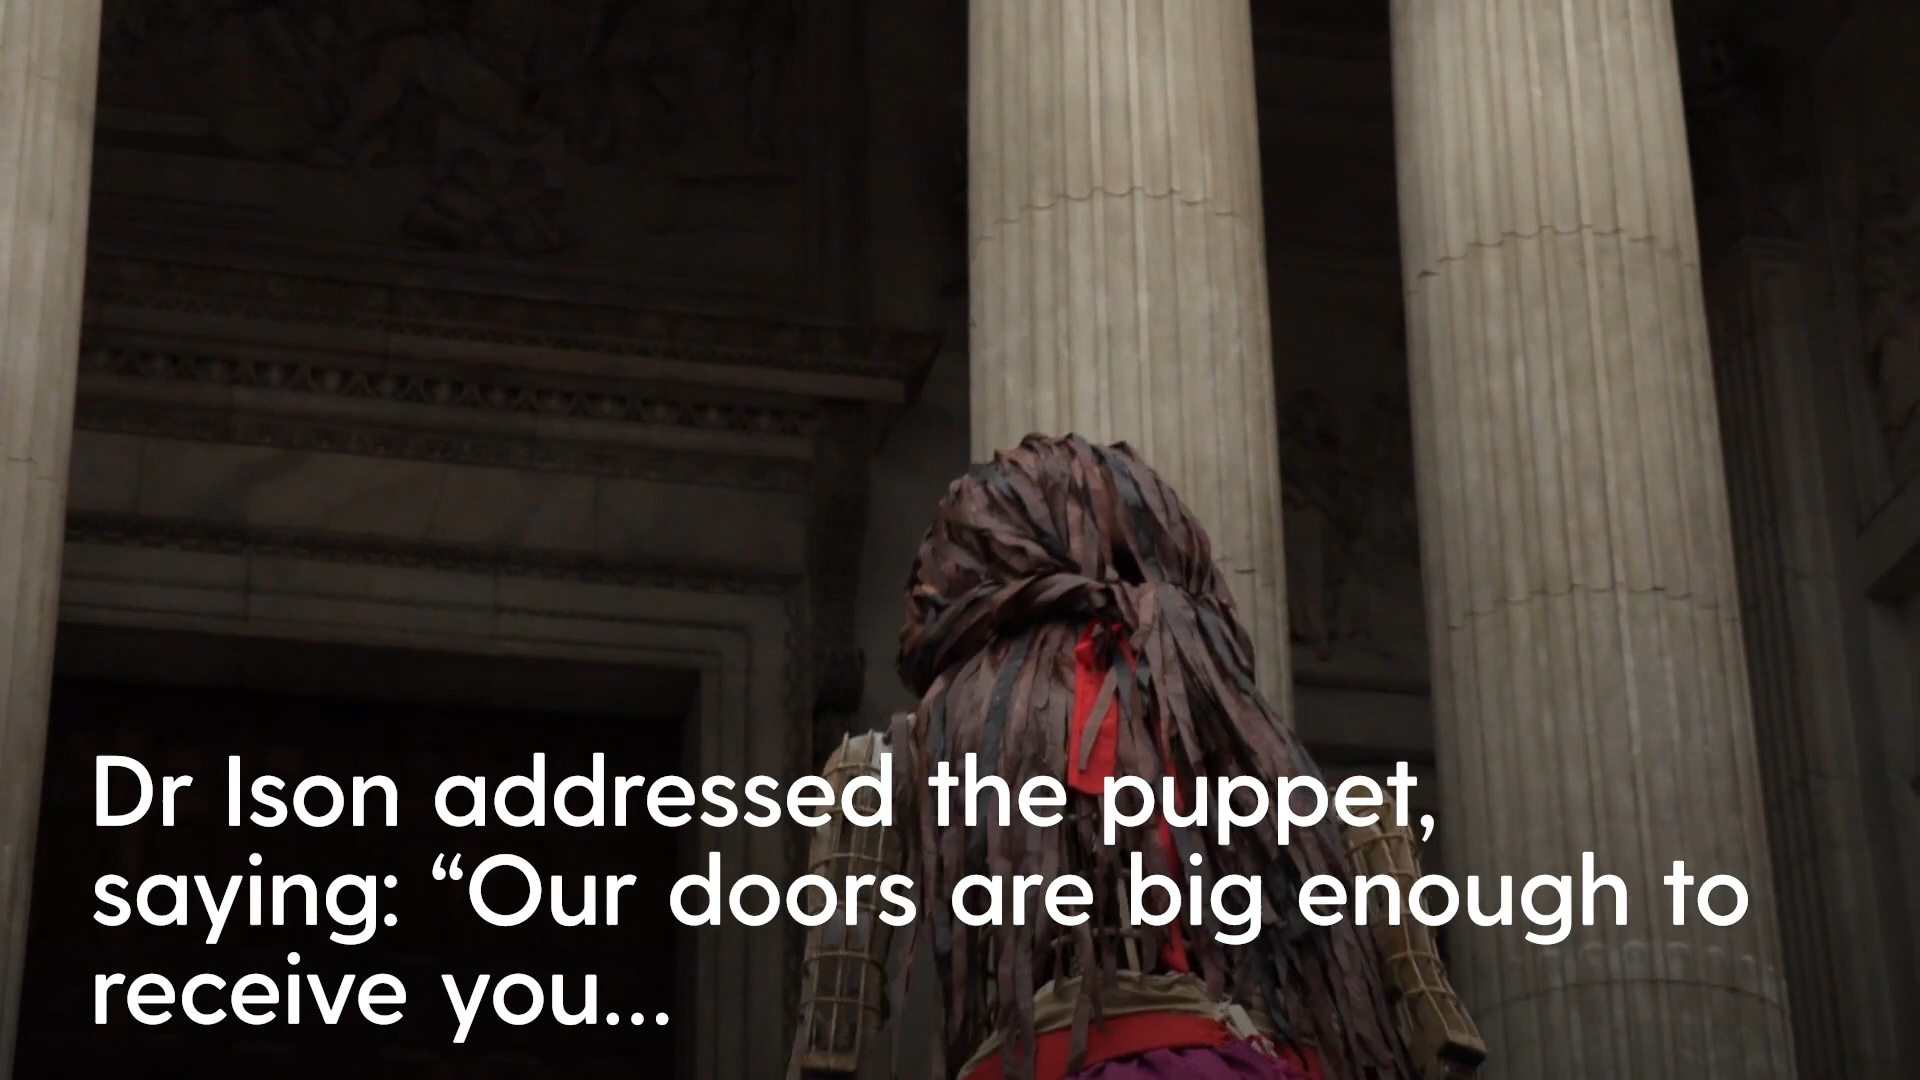 Dr Ison addressed the puppet,
saying: “Our doors are big enough to
receive you...